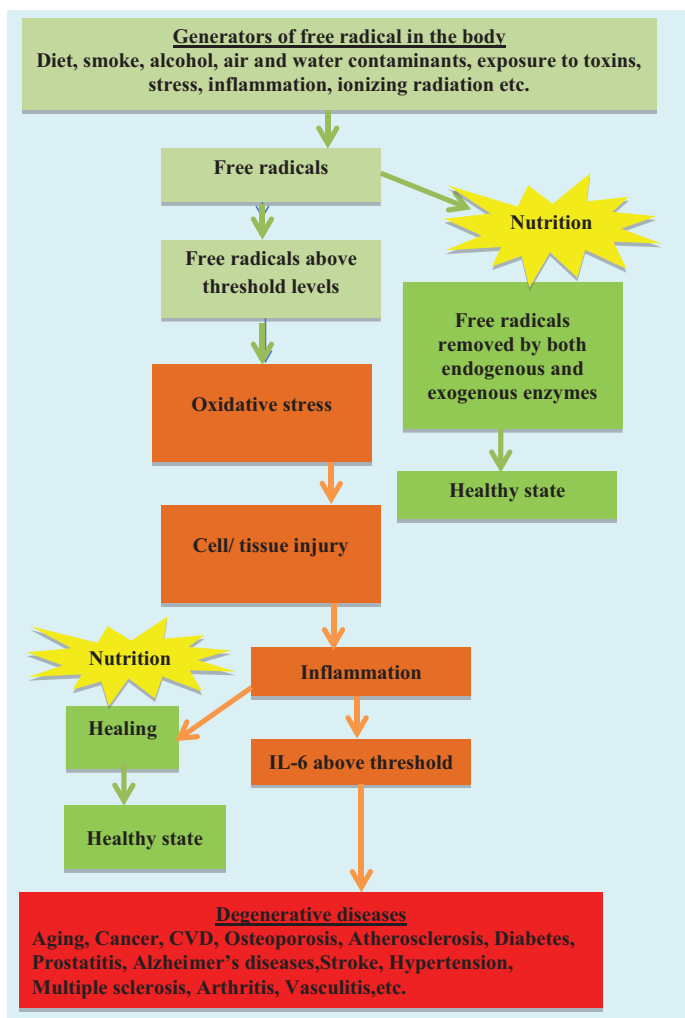 Generators of free radical in the body
Diet, smoke, alcohol, air and water contaminants, exposure to toxins,
stress, inflammation, ionizing radiation etc.
Free radicals
Nutrition
Free radicals above
threshold levels
Free radicals
removed by both
endogenous and
exogenous enzymes
Oxidative stress
Healthy state
Cell/ tissue injury
Nutrition
Inflammation
Healing
IL-6 above threshold
Healthy state
Degenerative diseases
Aging, Cancer, CVD, Osteoporosis, Atherosclerosis, Diabetes,
Prostatitis, Alzheimer’s diseases,Stroke, Hypertension,
Multiple sclerosis, Arthritis, Vasculitis,etc.